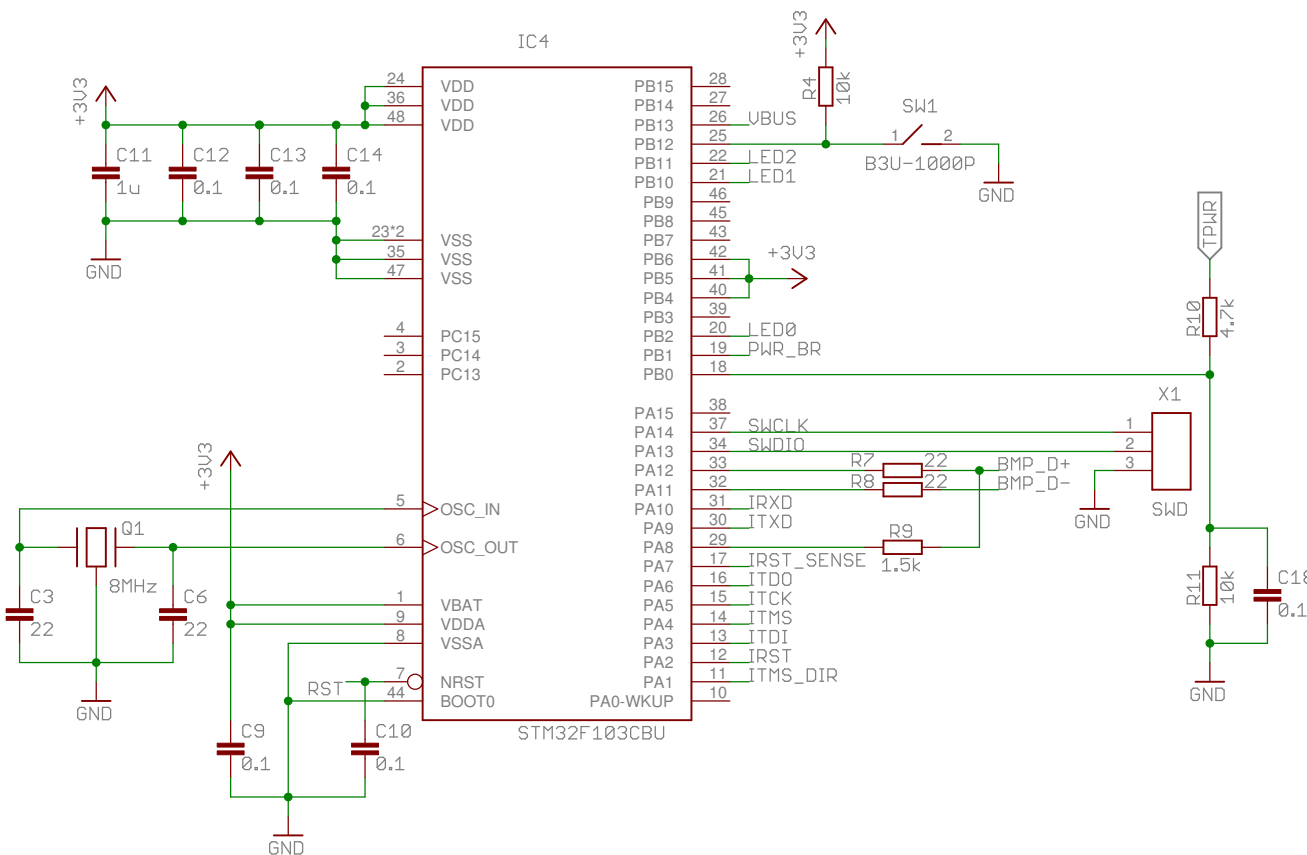 IC4
+3V3
C11
1u
C12
0.1
C13
0.1
C14
0.1
GND
24 VDD
36 VDD
48 VDD
23*2 VSS
35 VSS
47 VSS
4 PC15
3 PC14
2 PC13
5 OSC_IN
6 OSC_OUT
1 VBAT
9 VDDA
8 VSSA
7 NRST
44 BOOT0
RST
+3V3
Q1
8MHz
C3
22
C6
22
GND
C9
0.1
C10
0.1
GND
STM32F103CBU
PB15 28
PB14 27
PB13 26 VBUS
PB12 25
PB11 22 LED2
PB10 21 LED1
PB9 46
PB8 45
PB7 43
PB6 42
PB5 41
PB4 40
PB3 39
PB2 20 LED0
PB1 19 PWR_BR
PB0 18
PA15 38
PA14 37 SWCLK
PA13 34 SWDIO
PA12 33
PA11 32
PA10 31 IRXD
PA9 30 ITXD
PA8 29
PA7 17 IRST_SENSE
PA6 16 ITDO
PA5 15 ITCK
PA4 14 ITMS
PA3 13 ITDI
PA2 12 IRST
PA1 11 ITMS_DIR
PA0-WKUP 10
+3V3
R4
10k
SW1
1 2
B3U-1000P
GND
+3V3
TPWR
R10
4.7k
X1
1
2
3
SWD
GND
R7 22 BMP_D+
R8 22 BMP_D-
R9
1.5k
R11
10k
C18
0.1
GND